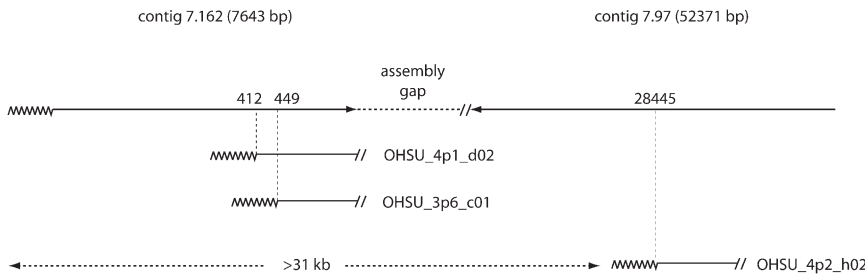 contig 7.162 (7643 bp)
contig 7.97 (52371 bp)
assembly
gap
412 449
28445
OHSU_4p1_d02
OHSU_3p6_c01
>31 kb
OHSU_4p2_h02